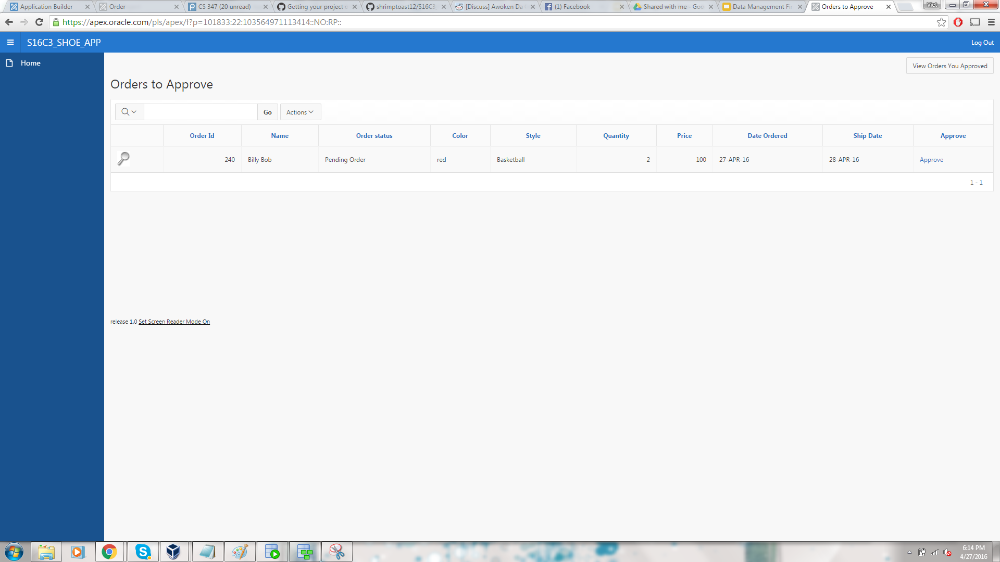 Application Builder
Order
CS 347 (20 unread)
Getting your project o
shrimptoast12/S16C3
[Discuss] Awoken Da
(1) Facebook
Shared with me - Goo
Data Management Fi
Orders to Approve
Viet
https://apex.oracle.com/pls/apex/f?p=101833:22:103564971113414::NO:RP::
S16C3_SHOE_APP
Log Out
Home
View Orders You Approved
Orders to Approve
Go
Actions
Order Id
Name
Order status
Color
Style
Quantity
Price
Date Ordered
Ship Date
Approve
240
Billy Bob
Pending Order
red
Basketball
2
100
27-APR-16
28-APR-16
Approve
1 - 1
release 1.0 Set Screen Reader Mode On
6:14 PM
4/27/2016